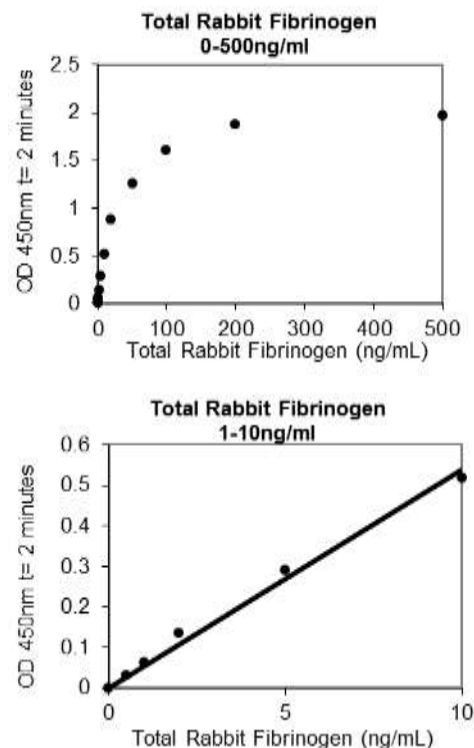 Total Rabbit Fibrinogen
0-500ng/ml
OD 450nm t= 2 minutes
2.5
2
1.5
1
0.5
0
0 100 200 300 400 500
Total Rabbit Fibrinogen (ng/mL)
Total Rabbit Fibrinogen
1-10ng/ml
OD 450nm t= 2 minutes
0.6
0.5
0.4
0.3
0.2
0.1
0
0 5 10
Total Rabbit Fibrinogen (ng/mL)